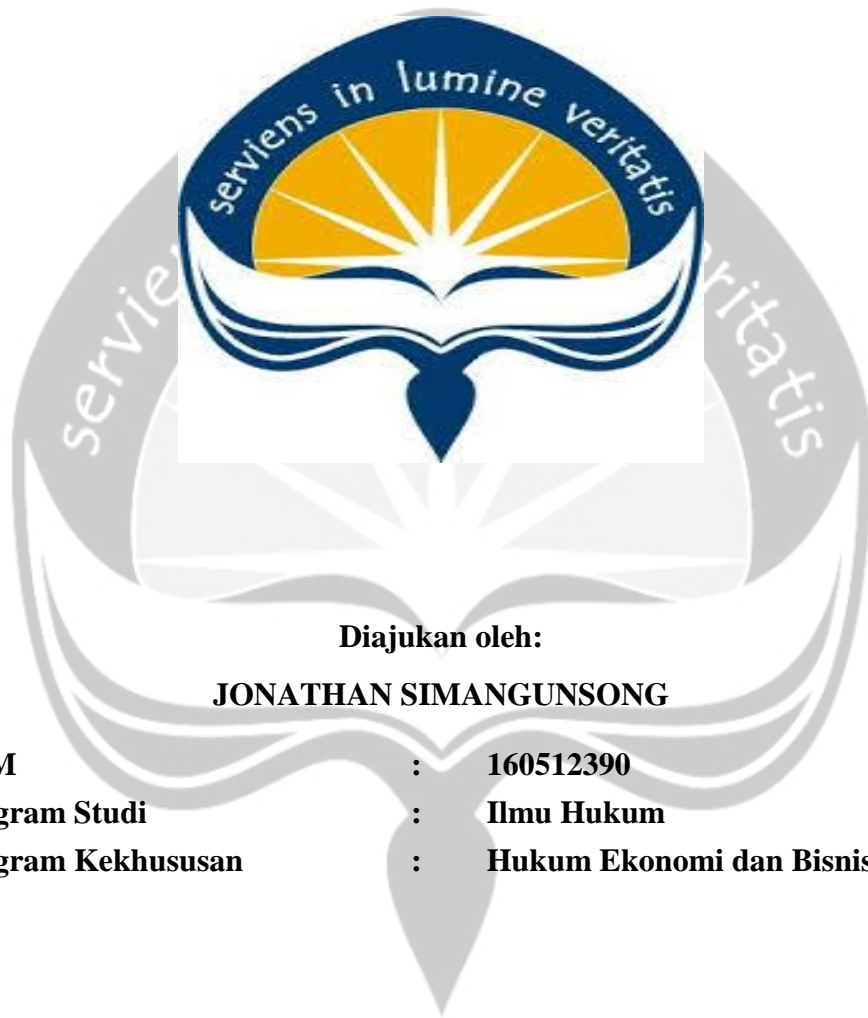 serviens in lumine veritatis
Diajukan oleh:
JONATHAN SIMANGUNSONG
M : 160512390
gram Studi : Ilmu Hukum
gram Kekhususan : Hukum Ekonomi dan Bisnis